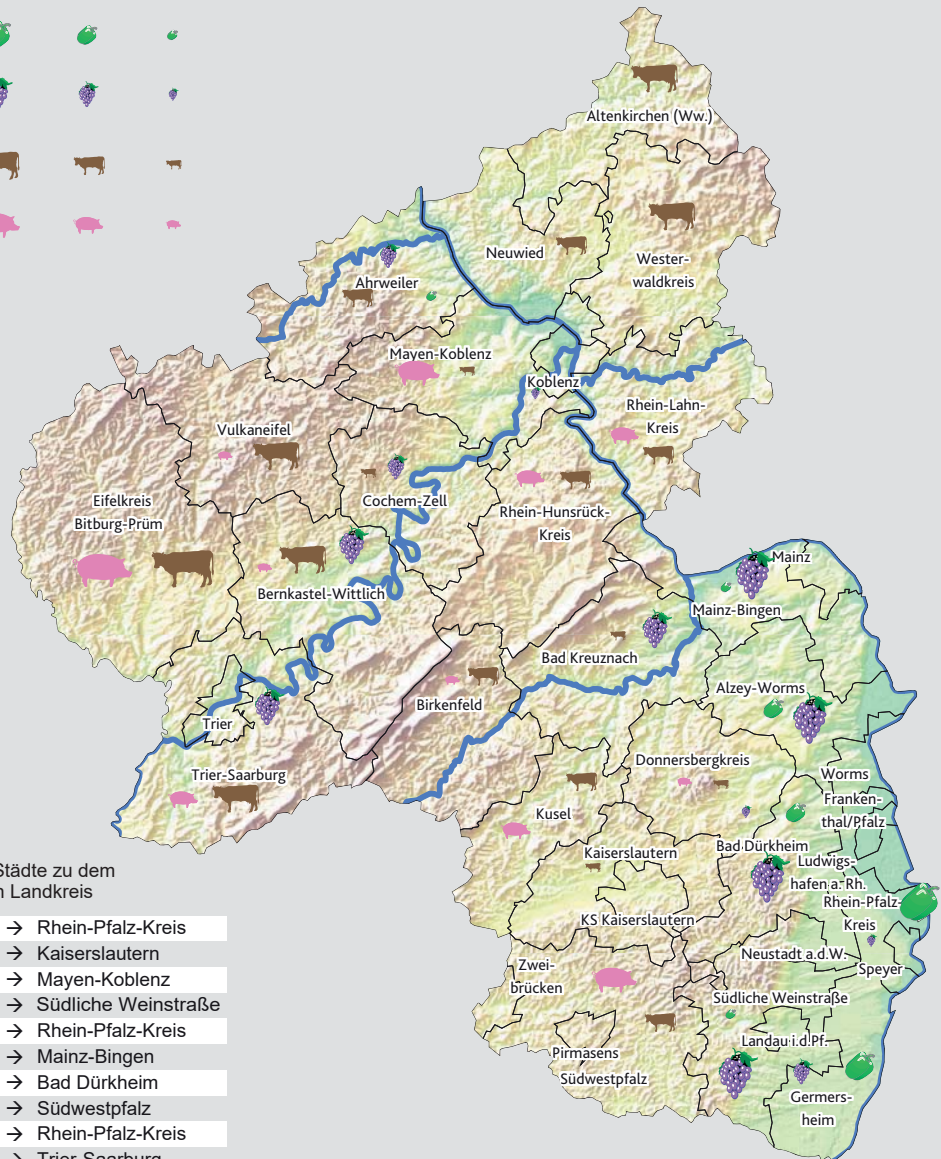 Altenkirchen (Ww.)
Neuwied
Wester-
waldkreis
Ahrweiler
Mayen-Koblenz
Koblenz
Rhein-Lahn-
Kreis
Vulkaneifel
Cochem-Zell
Eifelkreis
Bitburg-Prüm
Rhein-Hunsrück-
Kreis
Mainz
Bernkastel-Wittlich
Mainz-Bingen
Bad Kreuznach
Alzey-Worms
Birkenfeld
Trier
Trier-Saarburg
Donnersbergkreis
Worms
Franken-
thal/Pfalz
Kusel
Kaiserslautern
Bad Dürkheim
Ludwigs-
hafen a. Rh.
Rhein-Pfalz-
Kreis
KS Kaiserslautern
Neustadt a.d.W.
Speyer
Zwei-
brücken
Südliche Weinstraße
Landau i.d.Pf.
Pirmasens
Südwestpfalz
Germers-
heim
Städte zu dem
Landkreis
→ Rhein-Pfalz-Kreis
→ Kaiserslautern
→ Mayen-Koblenz
→ Südliche Weinstraße
→ Rhein-Pfalz-Kreis
→ Mainz-Bingen
→ Bad Dürkheim
→ Südwestpfalz
→ Rhein-Pfalz-Kreis
→ Trier-Saarburg